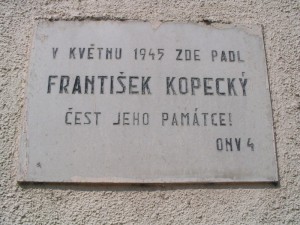 V KVĚTNU 1945 ZDE PADL
FRANTIŠEK KOPECKÝ
ČEST JEHO PAMÁTCE!
ONV 4